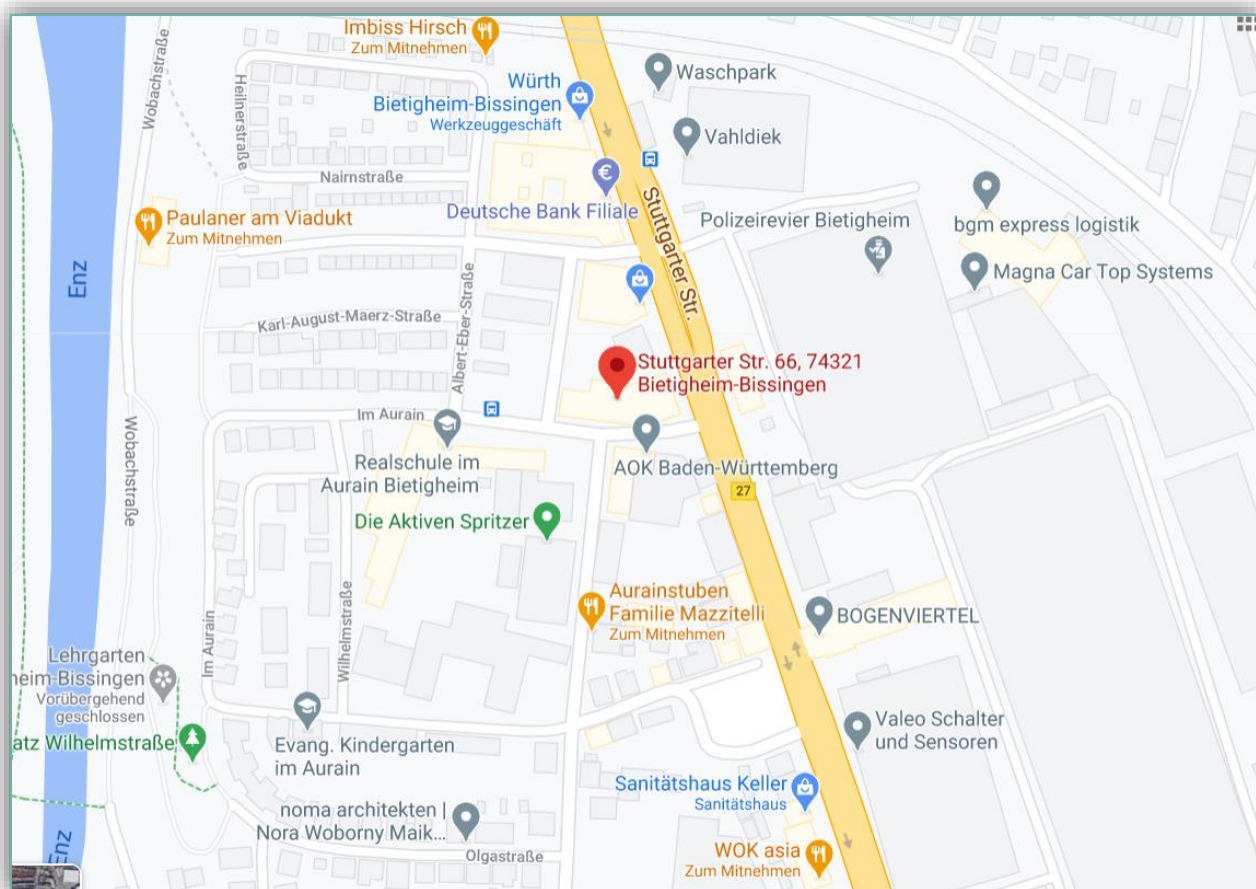 Imbiss Hirsch
Zum Mitnehmen
Wobachstraße
Heilnerstraße
Würth
Bietigheim-Bissingen
Werkzeuggeschäft
Waschpark
Vahldiek
Nairnstraße
Deutsche Bank Filiale
Stuttgarter Str.
Paulaner am Viadukt
Zum Mitnehmen
Polizeirevier Bietigheim
bgm express logistik
Magna Car Top Systems
Enz
Karl-August-Maerz-Straße
Albert-Eber-Straße
Stuttgarter Str. 66, 74321
Bietigheim-Bissingen
Im Aurain
Wobachstraße
Realschule im
Aurain Bietigheim
AOK Baden-Württemberg
27
Die Aktiven Spritzer
Aurainstuben
Familie Mazzitelli
Zum Mitnehmen
BOGENVIERTEL
Im Aurain
Wilhelmstraße
Lehrgarten
heim-Bissingen
Vorübergehend
geschlossen
atz Wilhelmstraße
Evang. Kindergarten
im Aurain
Valeo Schalter
und Sensoren
Sanitätshaus Keller
Sanitätshaus
noma architekten |
Nora Woborny Maik...
Olgastraße
WOK asia
Zum Mitnehmen
Enz